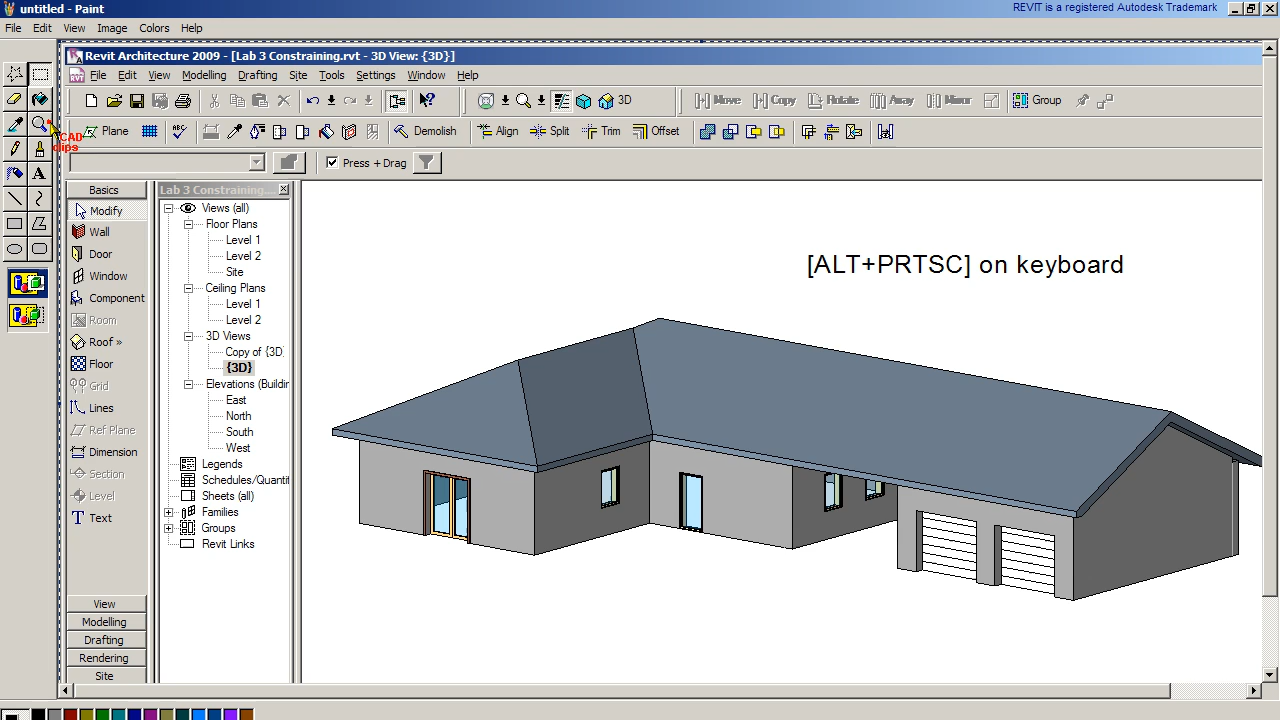 untitled - Paint
REVIT is a registered Autodesk Trademark
File Edit View Image Colors Help
Revit Architecture 2009 - [Lab 3 Constraining.rvt - 3D View: {3D}]
File Edit View Modelling Drafting Site Tools Settings Window Help
3D Move Copy Rotate Array Mirror Group
CAD
clips
Plane Demolish Align Split Trim Offset
Press + Drag
Basics
Modify
Wall
Door
Window
Component
Room
Roof »
Floor
Grid
Lines
Ref Plane
Dimension
Section
Level
Text
View
Modelling
Drafting
Rendering
Site
Lab 3 Constraining....
Views (all)
Floor Plans
Level 1
Level 2
Site
Ceiling Plans
Level 1
Level 2
3D Views
Copy of {3D}
{3D}
Elevations (Buildin
East
North
South
West
Legends
Schedules/Quantit
Sheets (all)
Families
Groups
Revit Links
[ALT+PRTSC] on keyboard